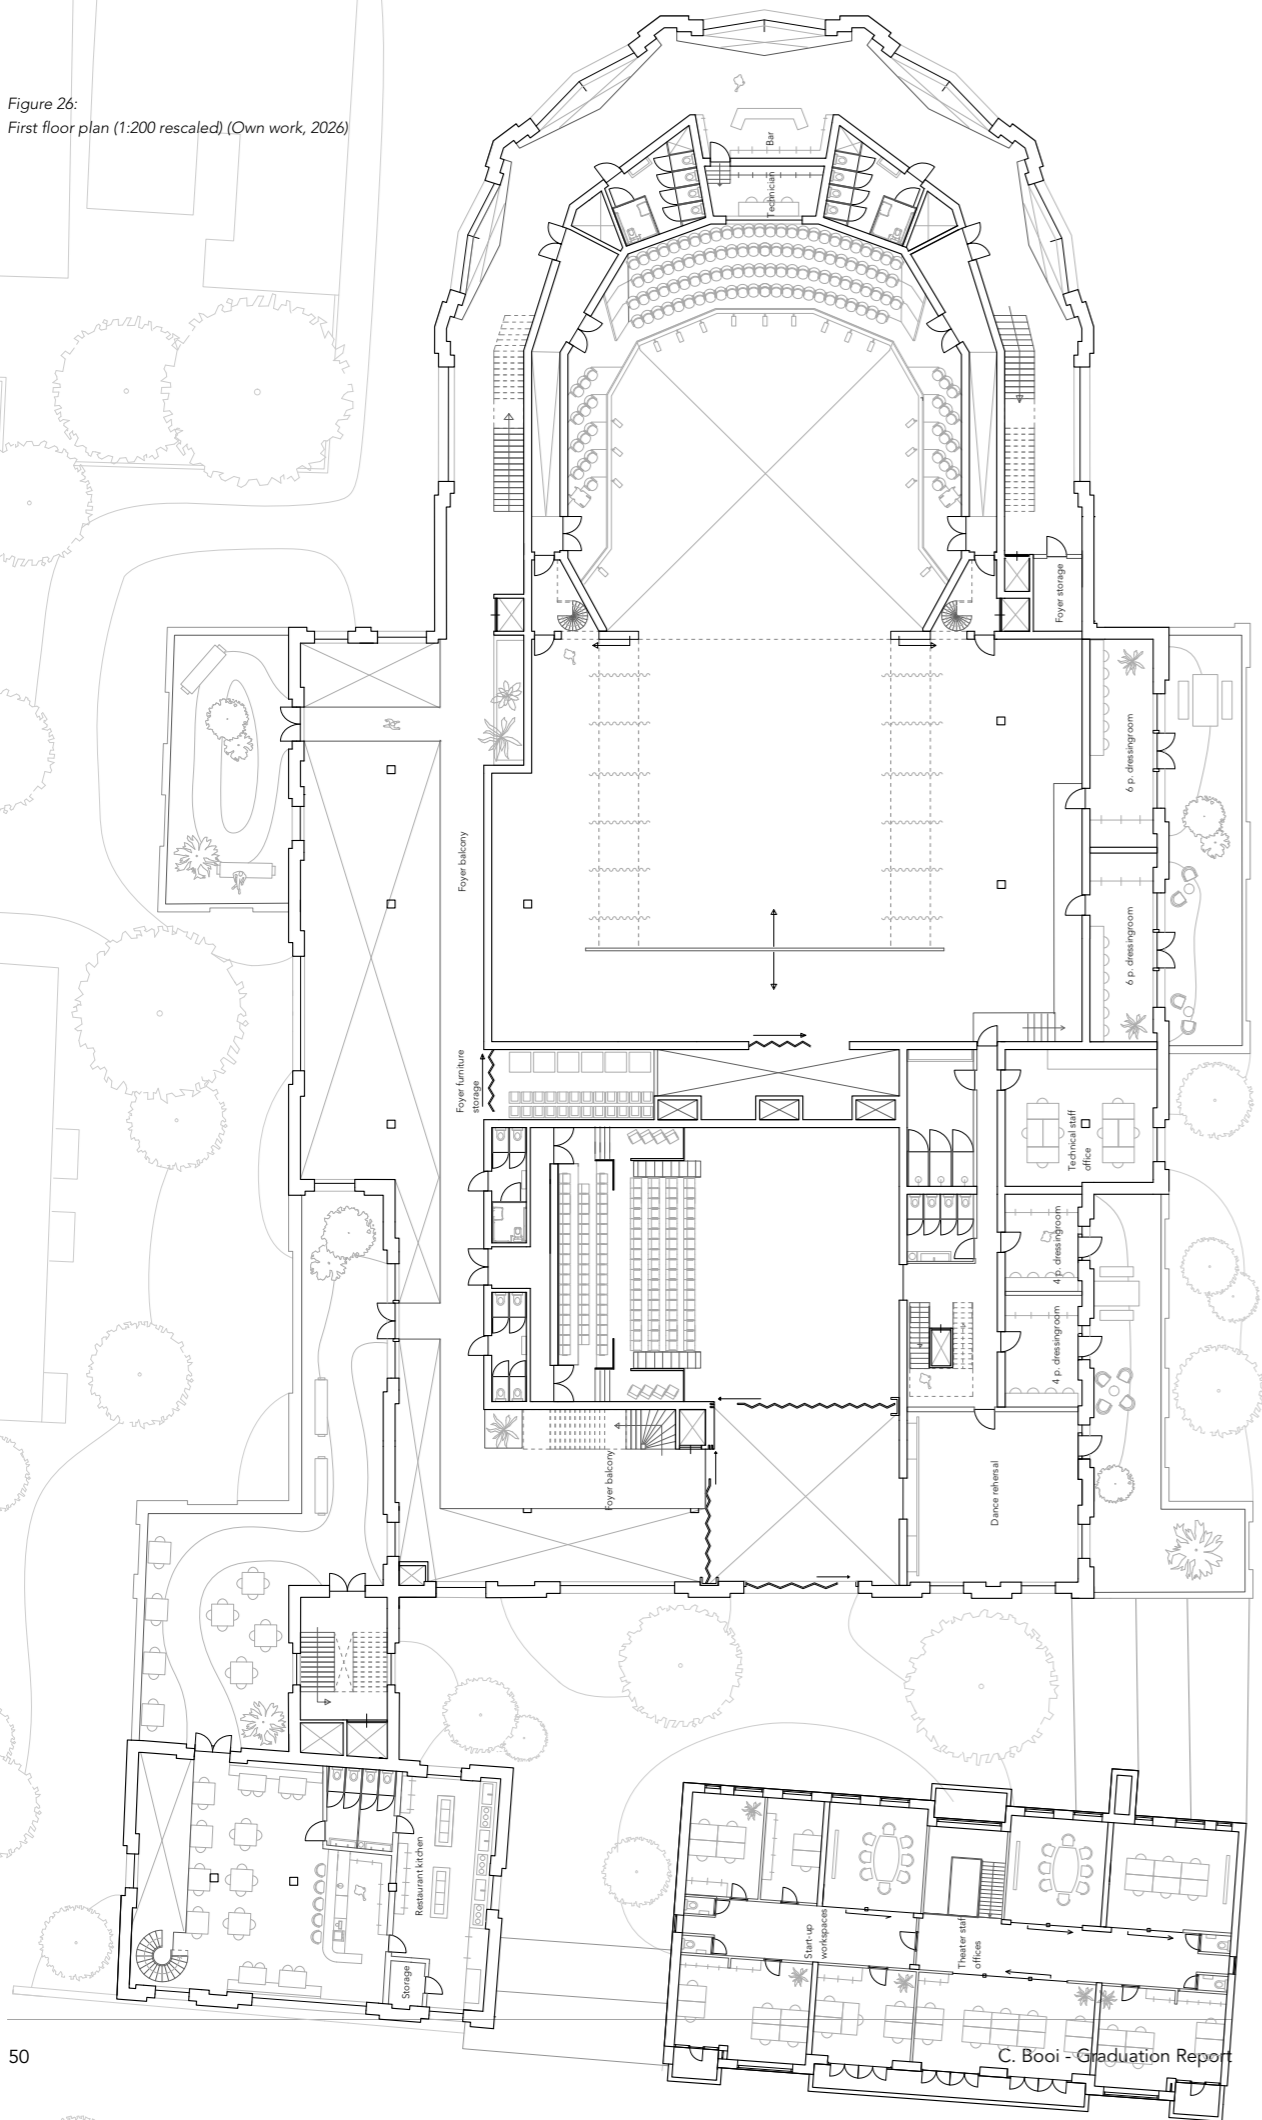 Figure 26:
First floor plan (1:200 rescaled) (Own work, 2026)
Bar
Technician
Foyer storage
6 p. dressingroom
Foyer balcony
6 p. dressingroom
Foyer furniture
storage
Technical staff
office
4 p. dressingroom
4 p. dressingroom
Foyer balcony
Dance rehersal
Restaurant kitchen
Storage
Start-up
workspaces
Theater staff
offices
50
C. Booi - Graduation Report